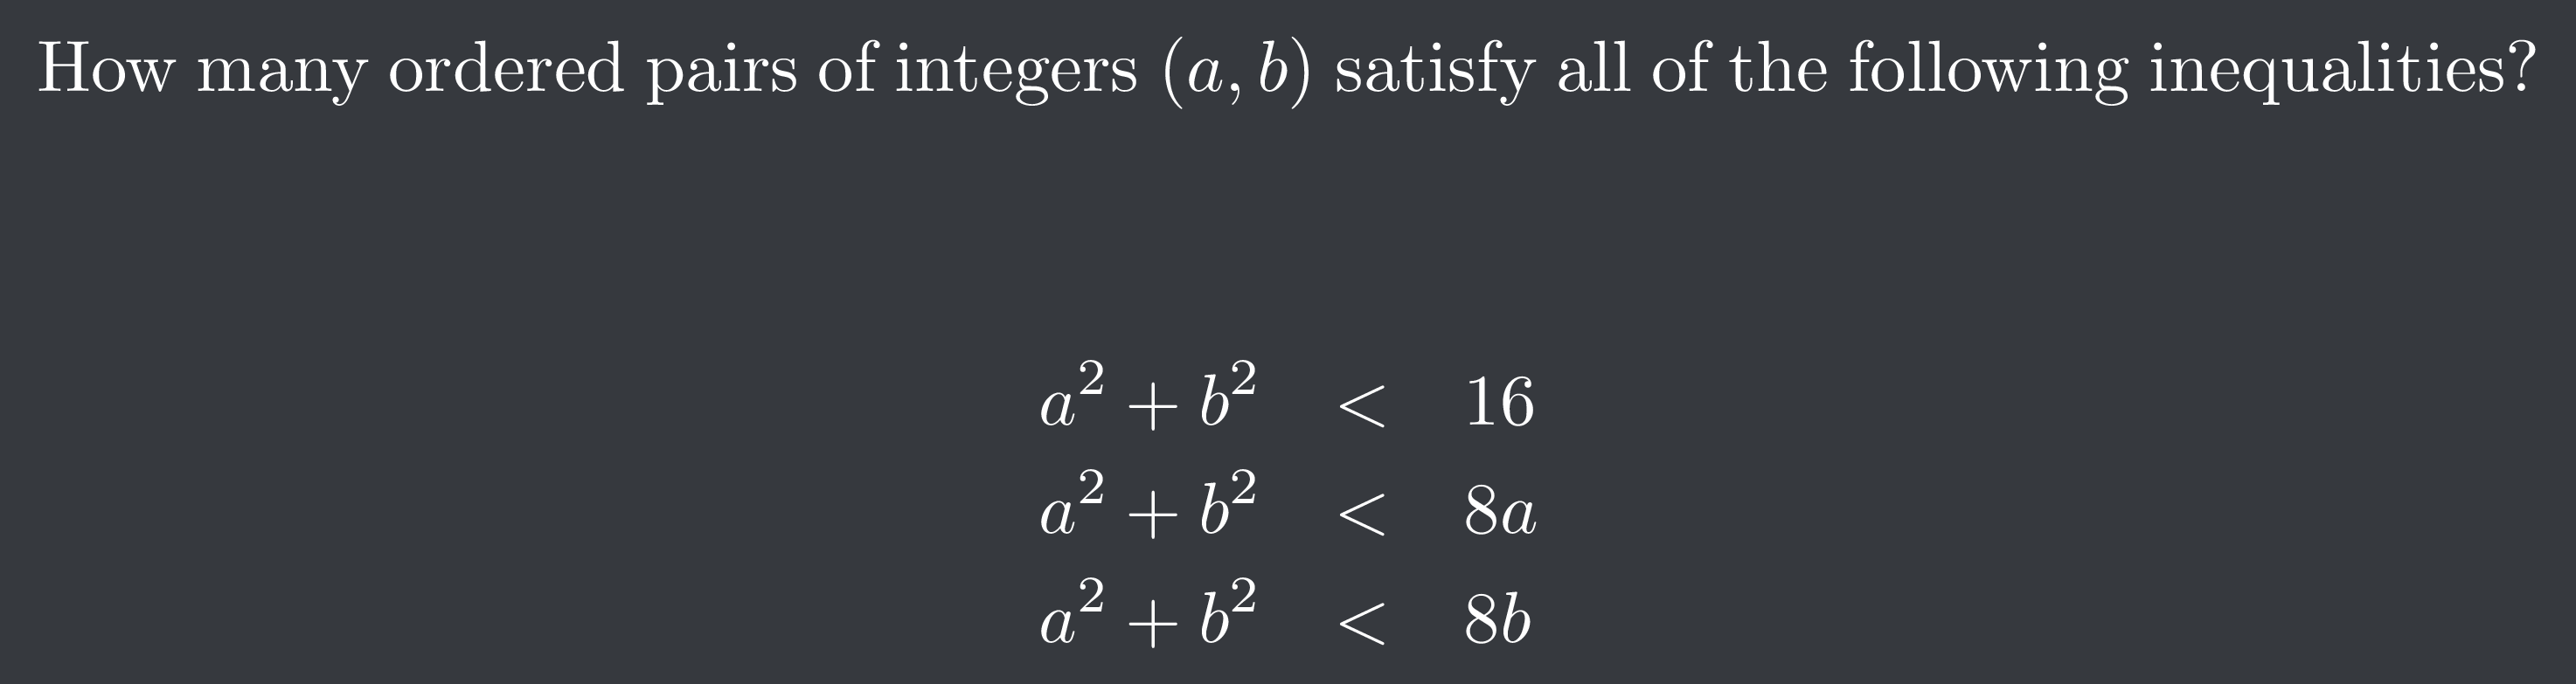 How many ordered pairs of integers (a, b) satisfy all of the following inequalities?
a² + b² < 16
a² + b² < 8a
a² + b² < 8b